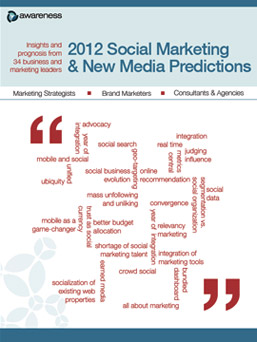 awareness
Insights and
prognosis from
34 business and
marketing leaders
2012 Social Marketing
& New Media Predictions
Marketing Strategists
Brand Marketers
Consultants & Agencies
advocacy
integration
year of
social search
geo-targeting
real time
integration
metrics
central
judging
influence
mobile and social
unified
ubiquity
social business
evolution
online
recommendation
segmentation vs.
social organization
social
data
mass unfollowing
and unliking
convergence
mobile as a
game-changer
currency
trust as social
better budget
allocation
year of integration
relevancy
marketing
shortage of social
marketing talent
integration of
marketing tools
earned media
crowd social
dashboard
bundled
socialization of
existing web
properties
all about marketing